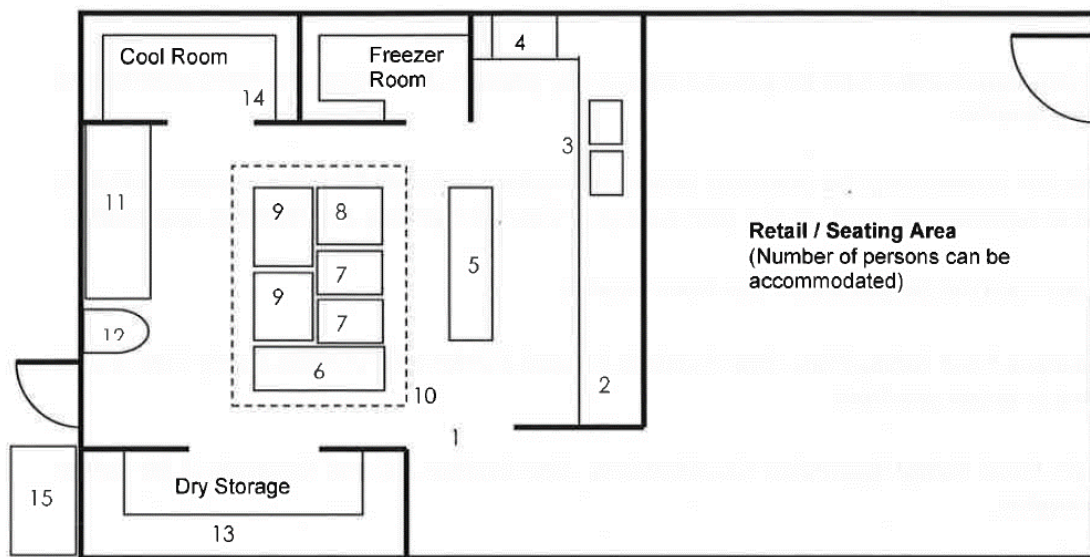 Cool Room
Freezer
Room
4
14
3
11
9
8
Retail / Seating Area
(Number of persons can be
accommodated)
5
7
9
7
12
6
2
10
1
Dry Storage
15
13